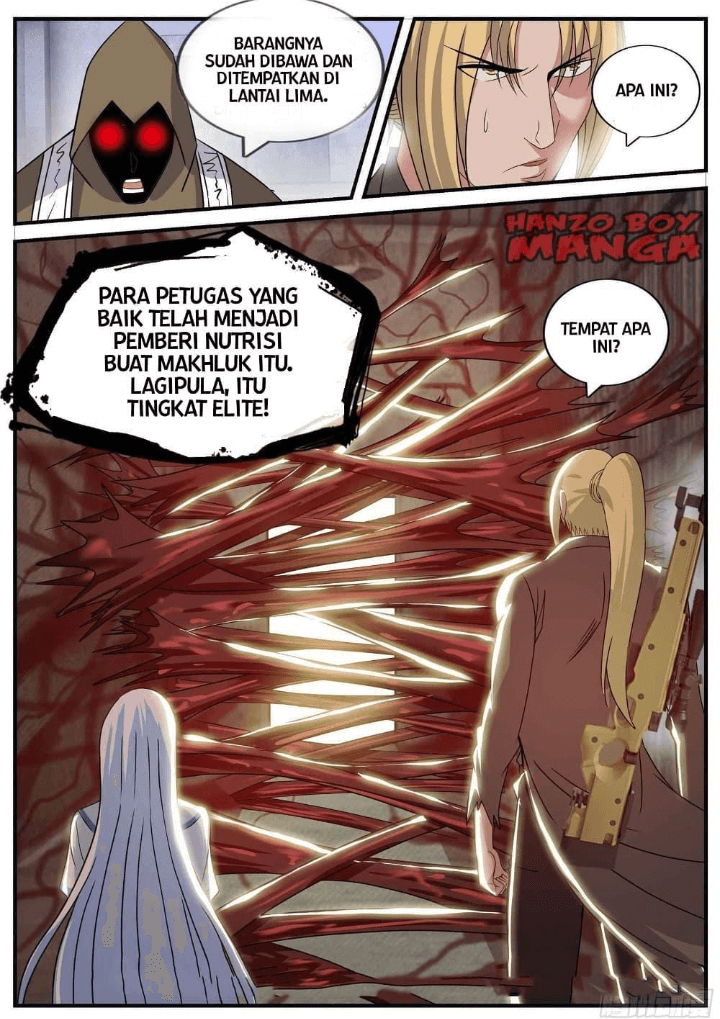 BARANGNYA
SUDAH DIBAWA DAN
DITEMPATKAN DI
LANTAI LIMA.
APA INI?
HANZO BOY
MANGA
PARA PETUGAS YANG
BAIK TELAH MENJADI
PEMBERI NUTRISI
BUAT MAKHLUK ITU.
LAGIPULA, ITU
TINGKAT ELITE!
TEMPAT APA
INI?